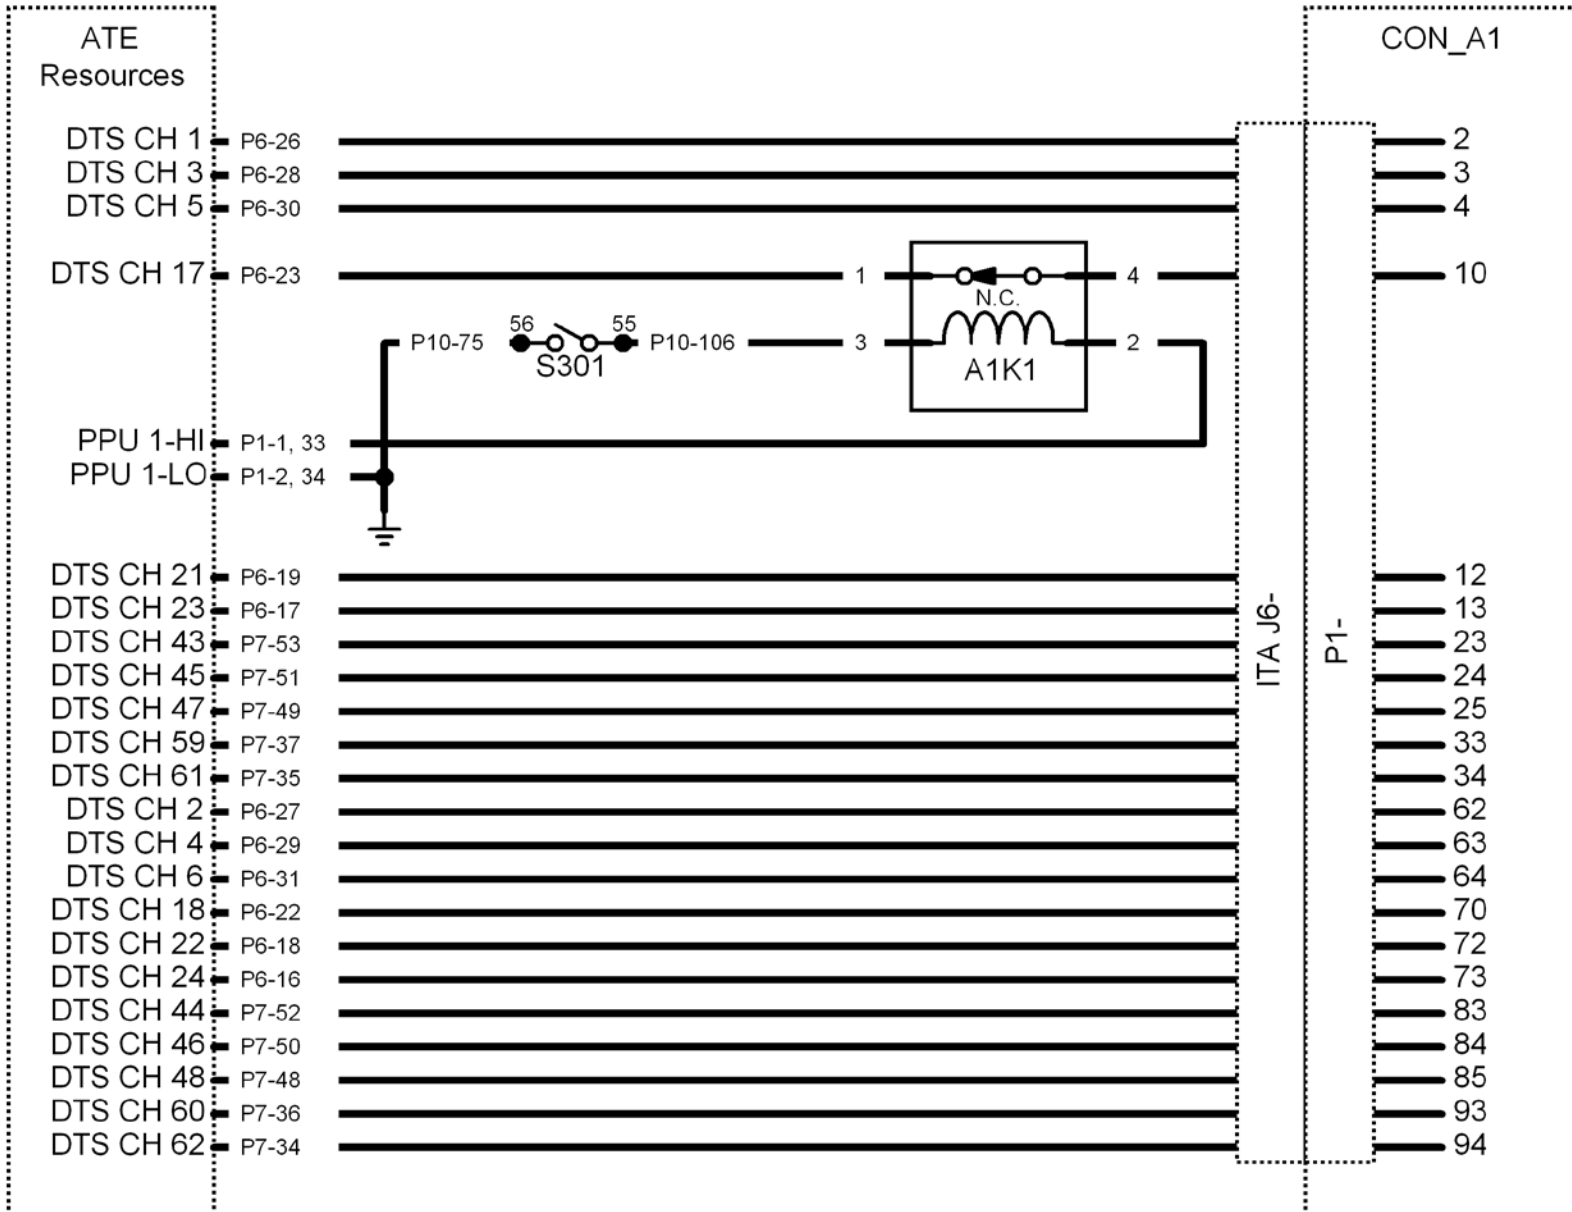 ATE
Resources
CON_A1
DTS CH 1 P6-26 2
DTS CH 3 P6-28 3
DTS CH 5 P6-30 4
DTS CH 17 P6-23 1 4 10
N.C.
56 55
P10-75 P10-106 3 2
S301 A1K1
PPU 1-HI P1-1, 33
PPU 1-LO P1-2, 34
DTS CH 21 P6-19 12
DTS CH 23 P6-17 13
DTS CH 43 P7-53 23
DTS CH 45 P7-51 24
DTS CH 47 P7-49 25
DTS CH 59 P7-37 33
DTS CH 61 P7-35 34
DTS CH 2 P6-27 62
DTS CH 4 P6-29 63
DTS CH 6 P6-31 64
DTS CH 18 P6-22 70
DTS CH 22 P6-18 72
DTS CH 24 P6-16 73
DTS CH 44 P7-52 83
DTS CH 46 P7-50 84
DTS CH 48 P7-48 85
DTS CH 60 P7-36 93
DTS CH 62 P7-34 94
ITA J6-
P1-